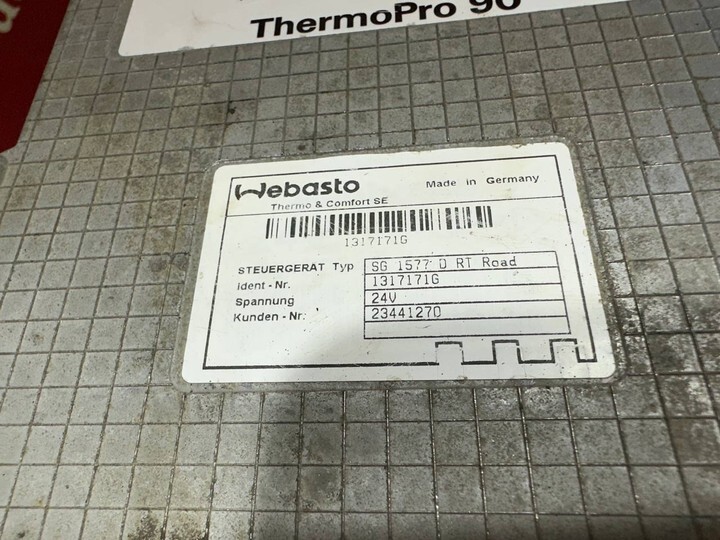 ThermoPro 90
Webasto Made in Germany
Thermo & Comfort SE
1317171G
STEUERGERÄT Typ SG 1577 D RT Road
Ident - Nr. 1317171G
Spannung 24V
Kunden - Nr. 23441270